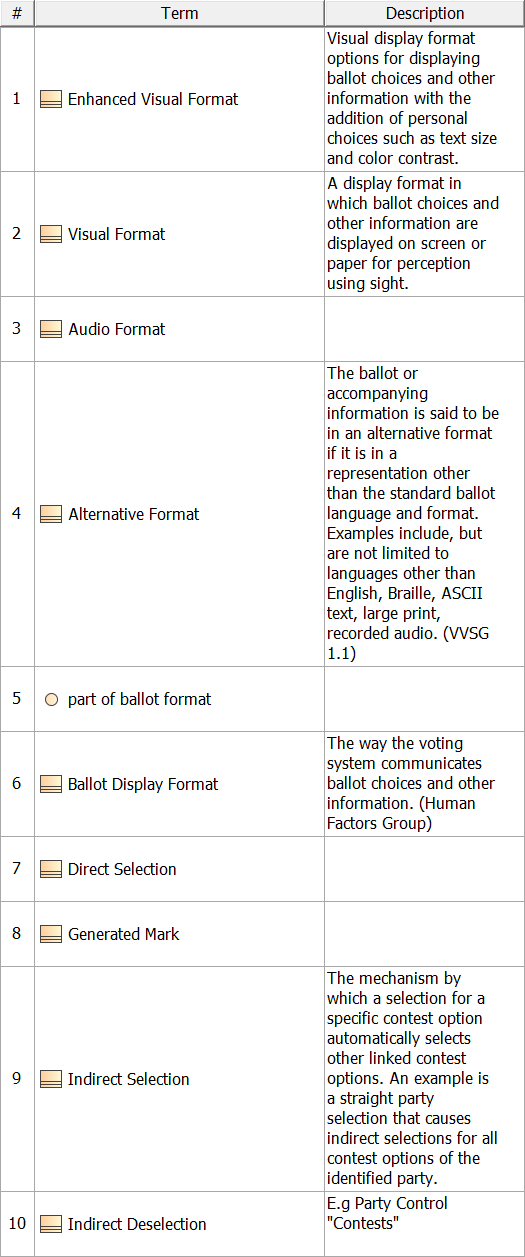 # Term Description
1 Enhanced Visual Format
Visual display format
options for displaying
ballot choices and other
information with the
addition of personal
choices such as text size
and color contrast.
2 Visual Format
A display format in
which ballot choices and
other information are
displayed on screen or
paper for perception
using sight.
3 Audio Format
4 Alternative Format
The ballot or
accompanying
information is said to be
in an alternative format
if it is in a
representation other
than the standard ballot
language and format.
Examples include, but
are not limited to
languages other than
English, Braille, ASCII
text, large print,
recorded audio. (VVSG
1.1)
5 part of ballot format
6 Ballot Display Format
The way the voting
system communicates
ballot choices and other
information. (Human
Factors Group)
7 Direct Selection
8 Generated Mark
9 Indirect Selection
The mechanism by
which a selection for a
specific contest option
automatically selects
other linked contest
options. An example is
a straight party
selection that causes
indirect selections for all
contest options of the
identified party.
10 Indirect Deselection
E.g Party Control
"Contests"